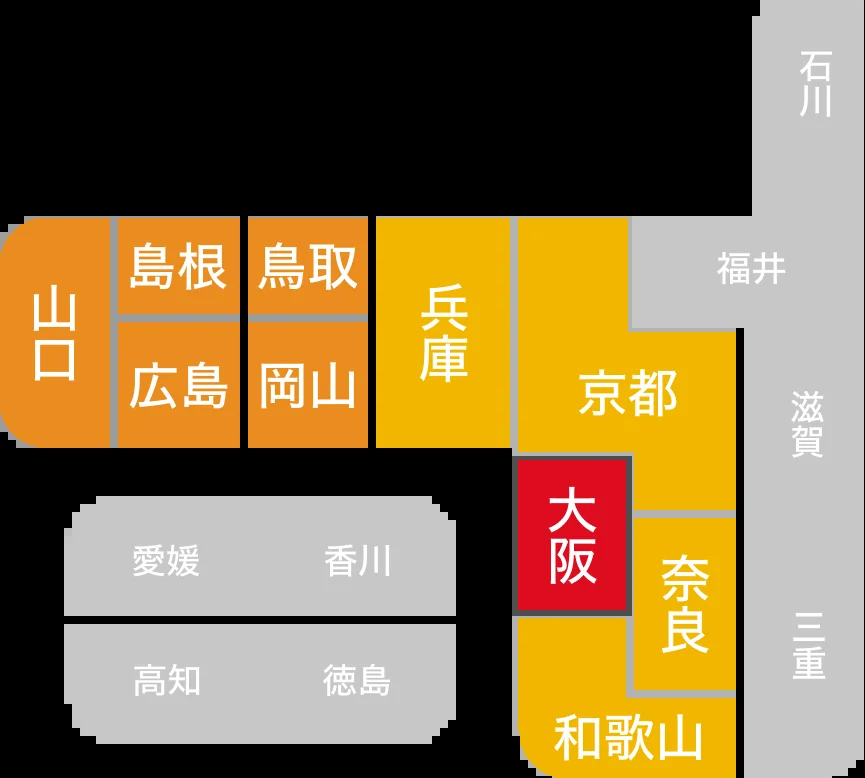 石川
福井
島根
鳥取
山口
兵庫
広島
岡山
京都
滋賀
大阪
愛媛
香川
奈良
三重
高知
徳島
和歌山